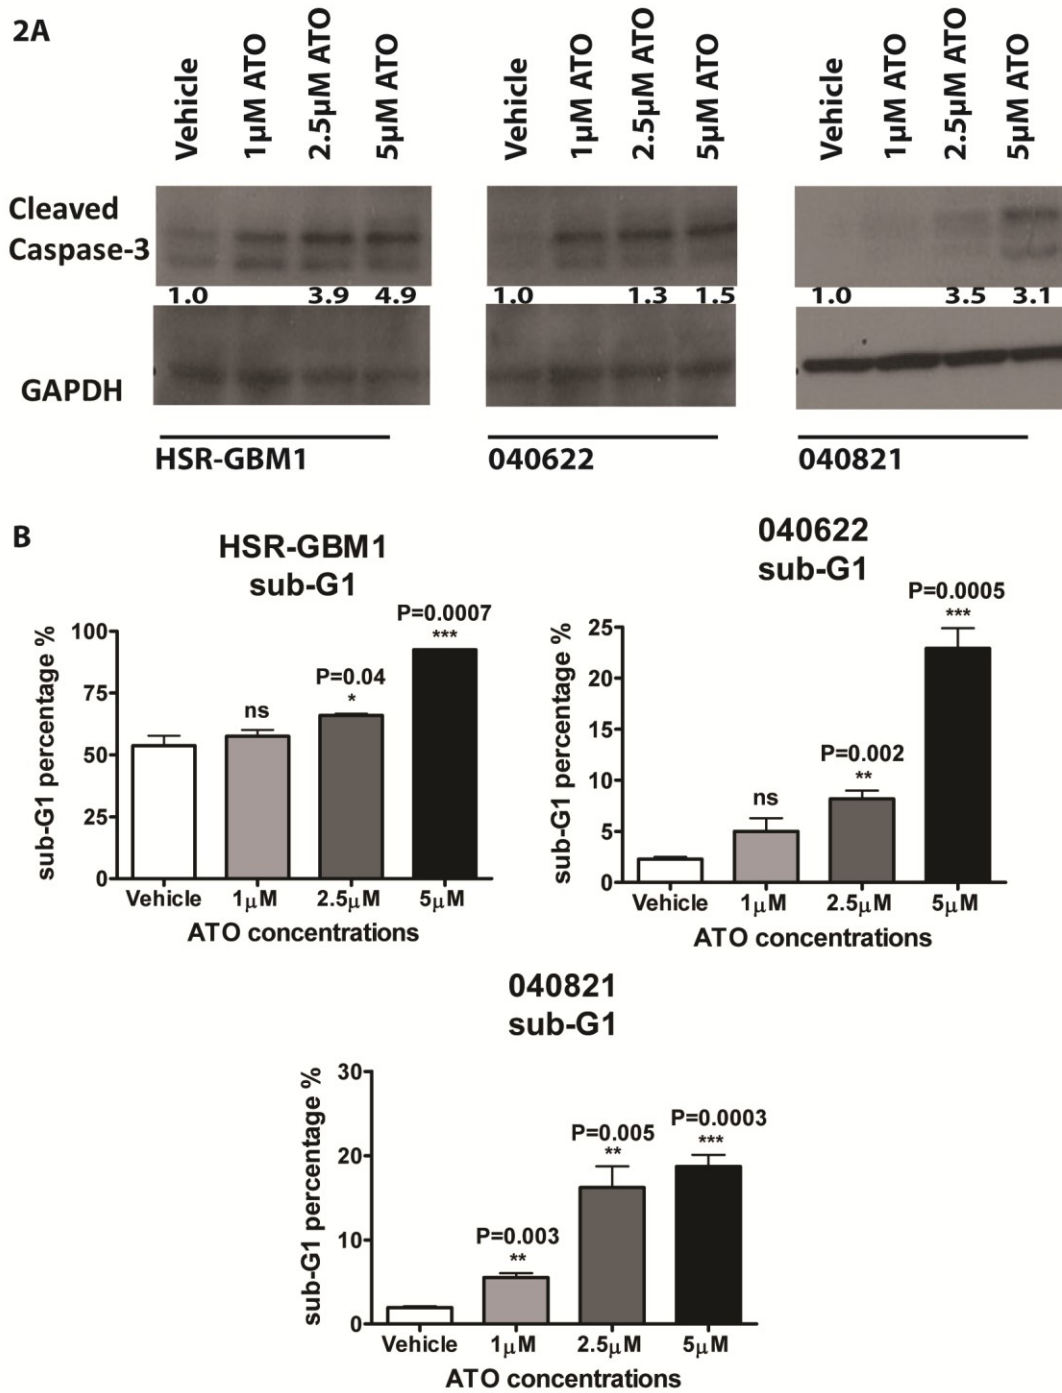 2A
Vehicle
1µM ATO
2.5µM ATO
5µM ATO
Vehicle
1µM ATO
2.5µM ATO
5µM ATO
Vehicle
1µM ATO
2.5µM ATO
5µM ATO
Cleaved
Caspase-3
1.0 3.9 4.9 1.0 1.3 1.5 1.0 3.5 3.1
GAPDH
HSR-GBM1 040622 040821
B
HSR-GBM1
sub-G1
sub-G1 percentage %
100
75
50
25
0
ns
P=0.04
*
P=0.0007
***
Vehicle 1µM 2.5µM 5µM
ATO concentrations
040622
sub-G1
sub-G1 percentage %
25
20
15
10
5
0
ns
P=0.002
**
P=0.0005
***
Vehicle 1µM 2.5µM 5µM
ATO concentrations
040821
sub-G1
sub-G1 percentage %
30
20
10
0
P=0.003
**
P=0.005
**
P=0.0003
***
Vehicle 1µM 2.5µM 5µM
ATO concentrations